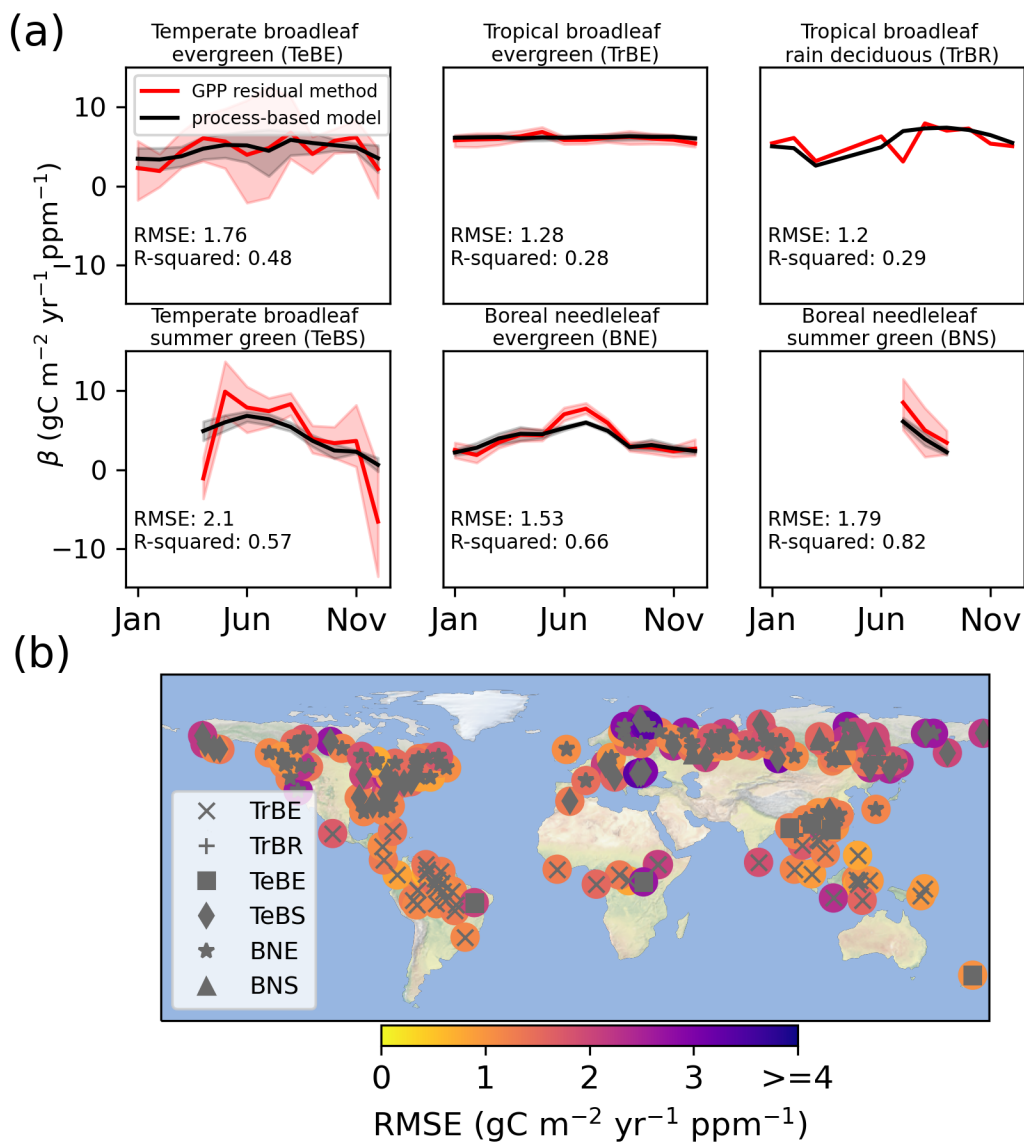 (a)
Temperate broadleaf
evergreen (TeBE)
Tropical broadleaf
evergreen (TrBE)
Tropical broadleaf
rain deciduous (TrBR)
GPP residual method
process-based model
10
0
−10
β (gC m⁻² yr⁻¹ ppm⁻¹)
RMSE: 1.76
R-squared: 0.48
RMSE: 1.28
R-squared: 0.28
RMSE: 1.2
R-squared: 0.29
Temperate broadleaf
summer green (TeBS)
Boreal needleleaf
evergreen (BNE)
Boreal needleleaf
summer green (BNS)
10
0
−10
RMSE: 2.1
R-squared: 0.57
RMSE: 1.53
R-squared: 0.66
RMSE: 1.79
R-squared: 0.82
Jan Jun Nov
Jan Jun Nov
Jan Jun Nov
(b)
TrBE
TrBR
TeBE
TeBS
BNE
BNS
0 1 2 3 >=4
RMSE (gC m⁻² yr⁻¹ ppm⁻¹)